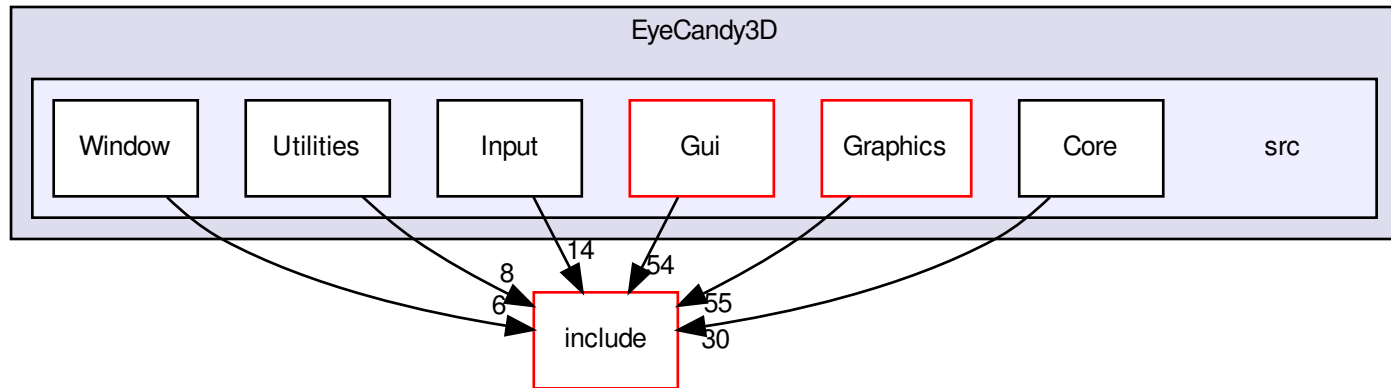 EyeCandy3D
Window Utilities Input Gui Graphics Core src
14
54
8
6
55
30
include